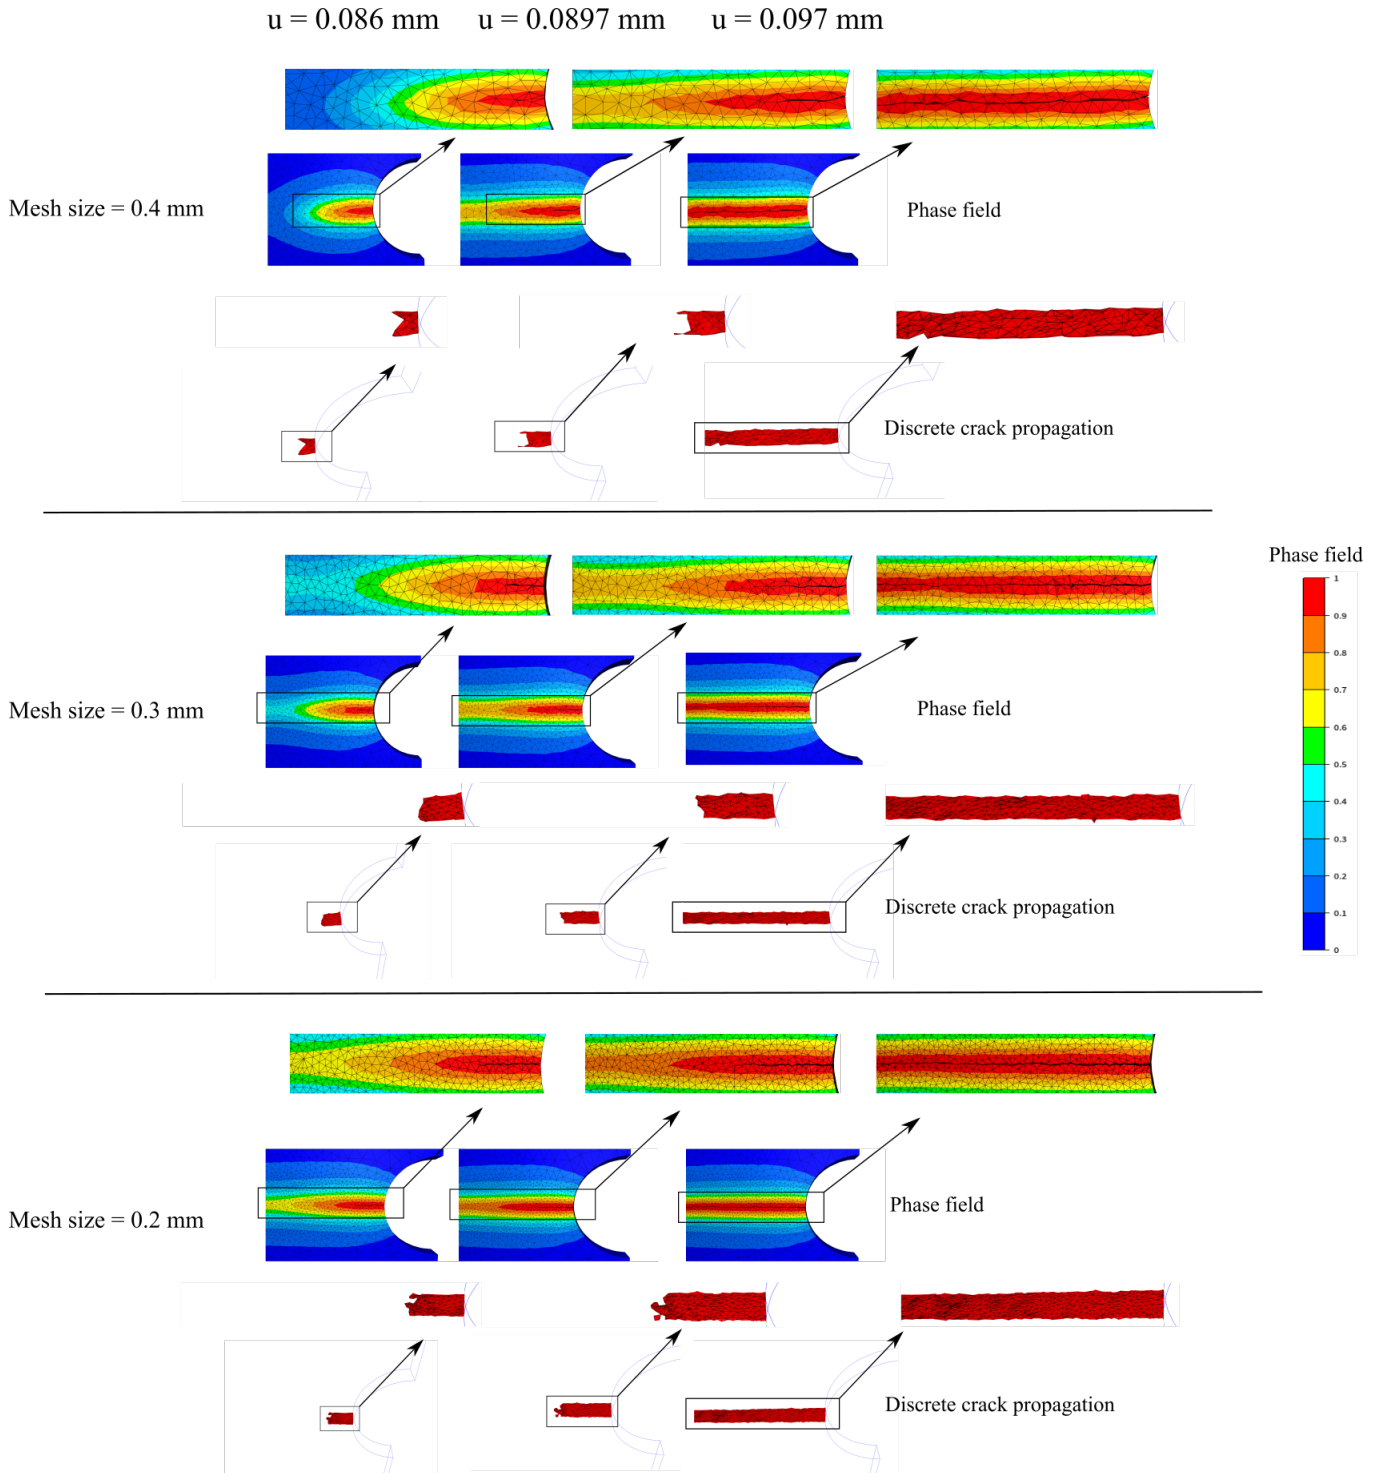 u = 0.086 mm
u = 0.0897 mm
u = 0.097 mm
Mesh size = 0.4 mm
Phase field
Discrete crack propagation
Phase field
1
0.9
0.8
0.7
0.6
0.5
0.4
0.3
0.2
0.1
0
Mesh size = 0.3 mm
Phase field
Discrete crack propagation
Mesh size = 0.2 mm
Phase field
Discrete crack propagation